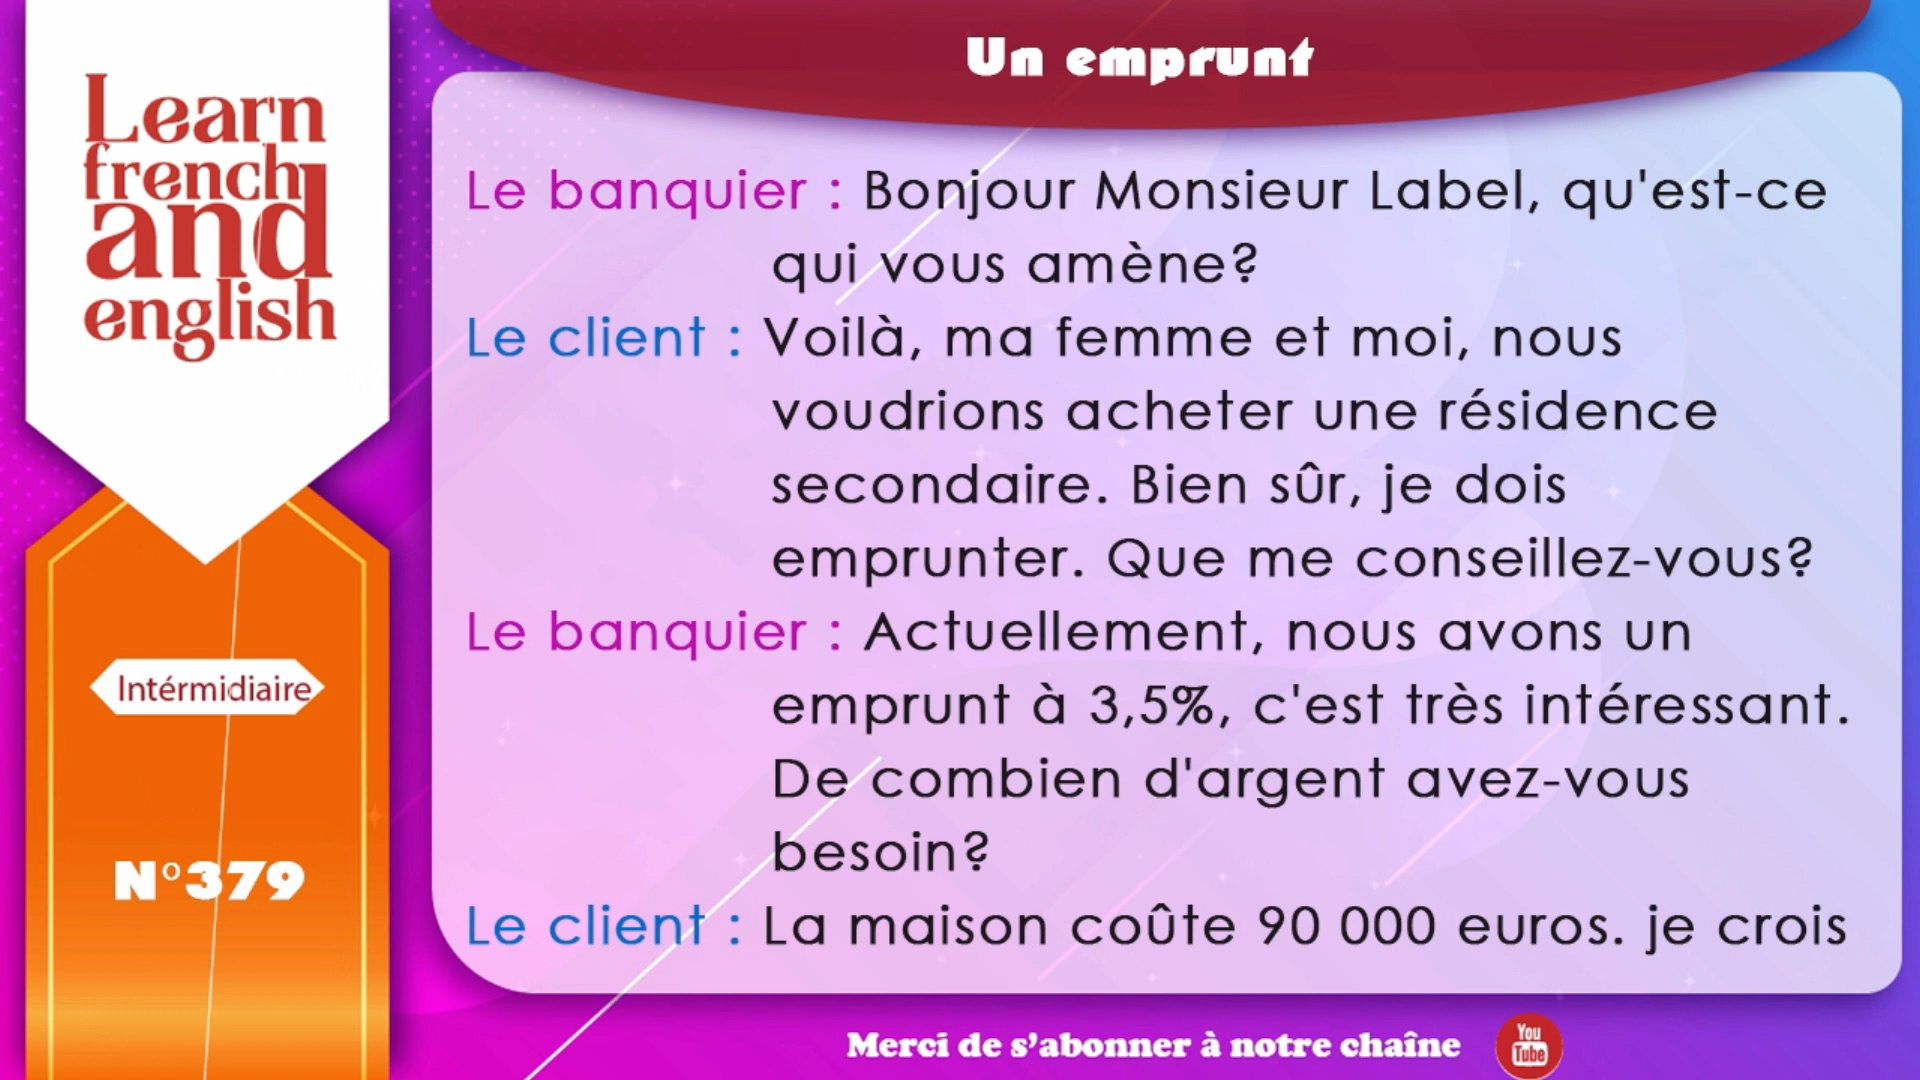 Learn
french
and
english
Intérmidiaire
N°379
Un emprunt
Le banquier : Bonjour Monsieur Label, qu'est-ce
qui vous amène?
Le client : Voilà, ma femme et moi, nous
voudrions acheter une résidence
secondaire. Bien sûr, je dois
emprunter. Que me conseillez-vous?
Le banquier : Actuellement, nous avons un
emprunt à 3,5%, c'est très intéressant.
De combien d'argent avez-vous
besoin?
Le client : La maison coûte 90 000 euros. je crois
Merci de s'abonner à notre chaîne
You
Tube